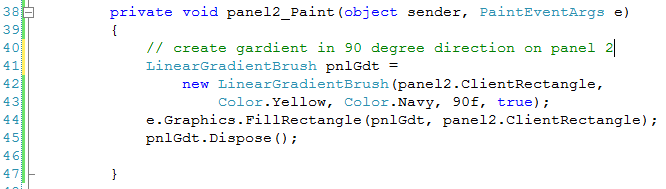 38 private void panel2_Paint(object sender, PaintEventArgs e)
39 {
40 // create gardient in 90 degree direction on panel 2
41 LinearGradientBrush pnlGdt =
42 new LinearGradientBrush(panel2.ClientRectangle,
43 Color.Yellow, Color.Navy, 90f, true);
44 e.Graphics.FillRectangle(pnlGdt, panel2.ClientRectangle);
45 pnlGdt.Dispose();
46
47 }